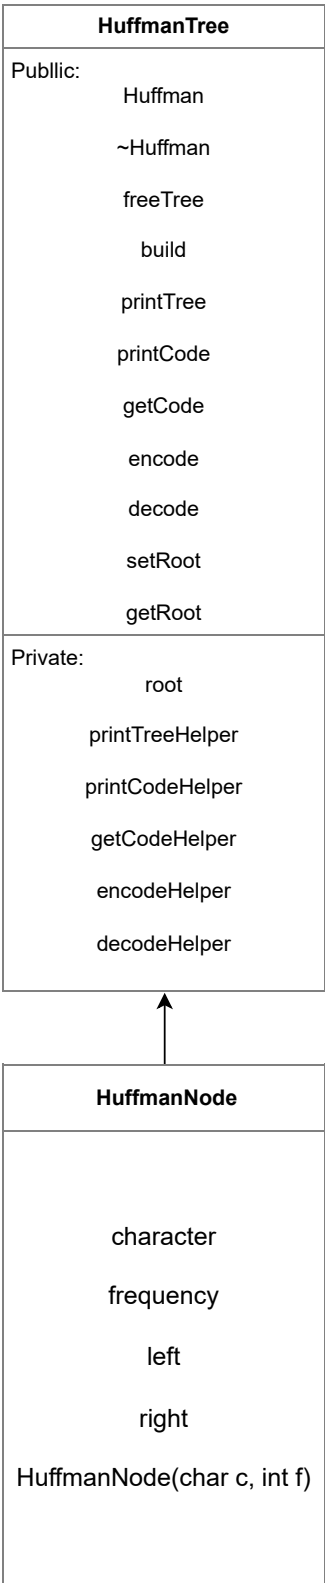 HuffmanTree
Publlic:
Huffman
~Huffman
freeTree
build
printTree
printCode
getCode
encode
decode
setRoot
getRoot
Private:
root
printTreeHelper
printCodeHelper
getCodeHelper
encodeHelper
decodeHelper
HuffmanNode
character
frequency
left
right
HuffmanNode(char c, int f)